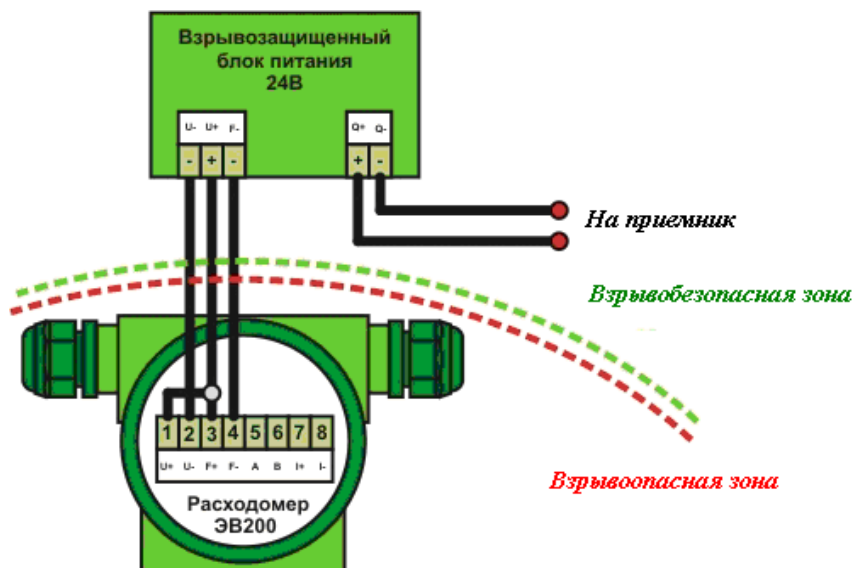 Взрывозащищенный
блок питания
24В
U- U+ F-
Q+ Q-
- + -
+ -
На приемник
Взрывобезопасная зона
1 2 3 4 5 6 7 8
U+ U- F+ F- A B I+ I-
Расходомер
ЭВ200
Взрывоопасная зона